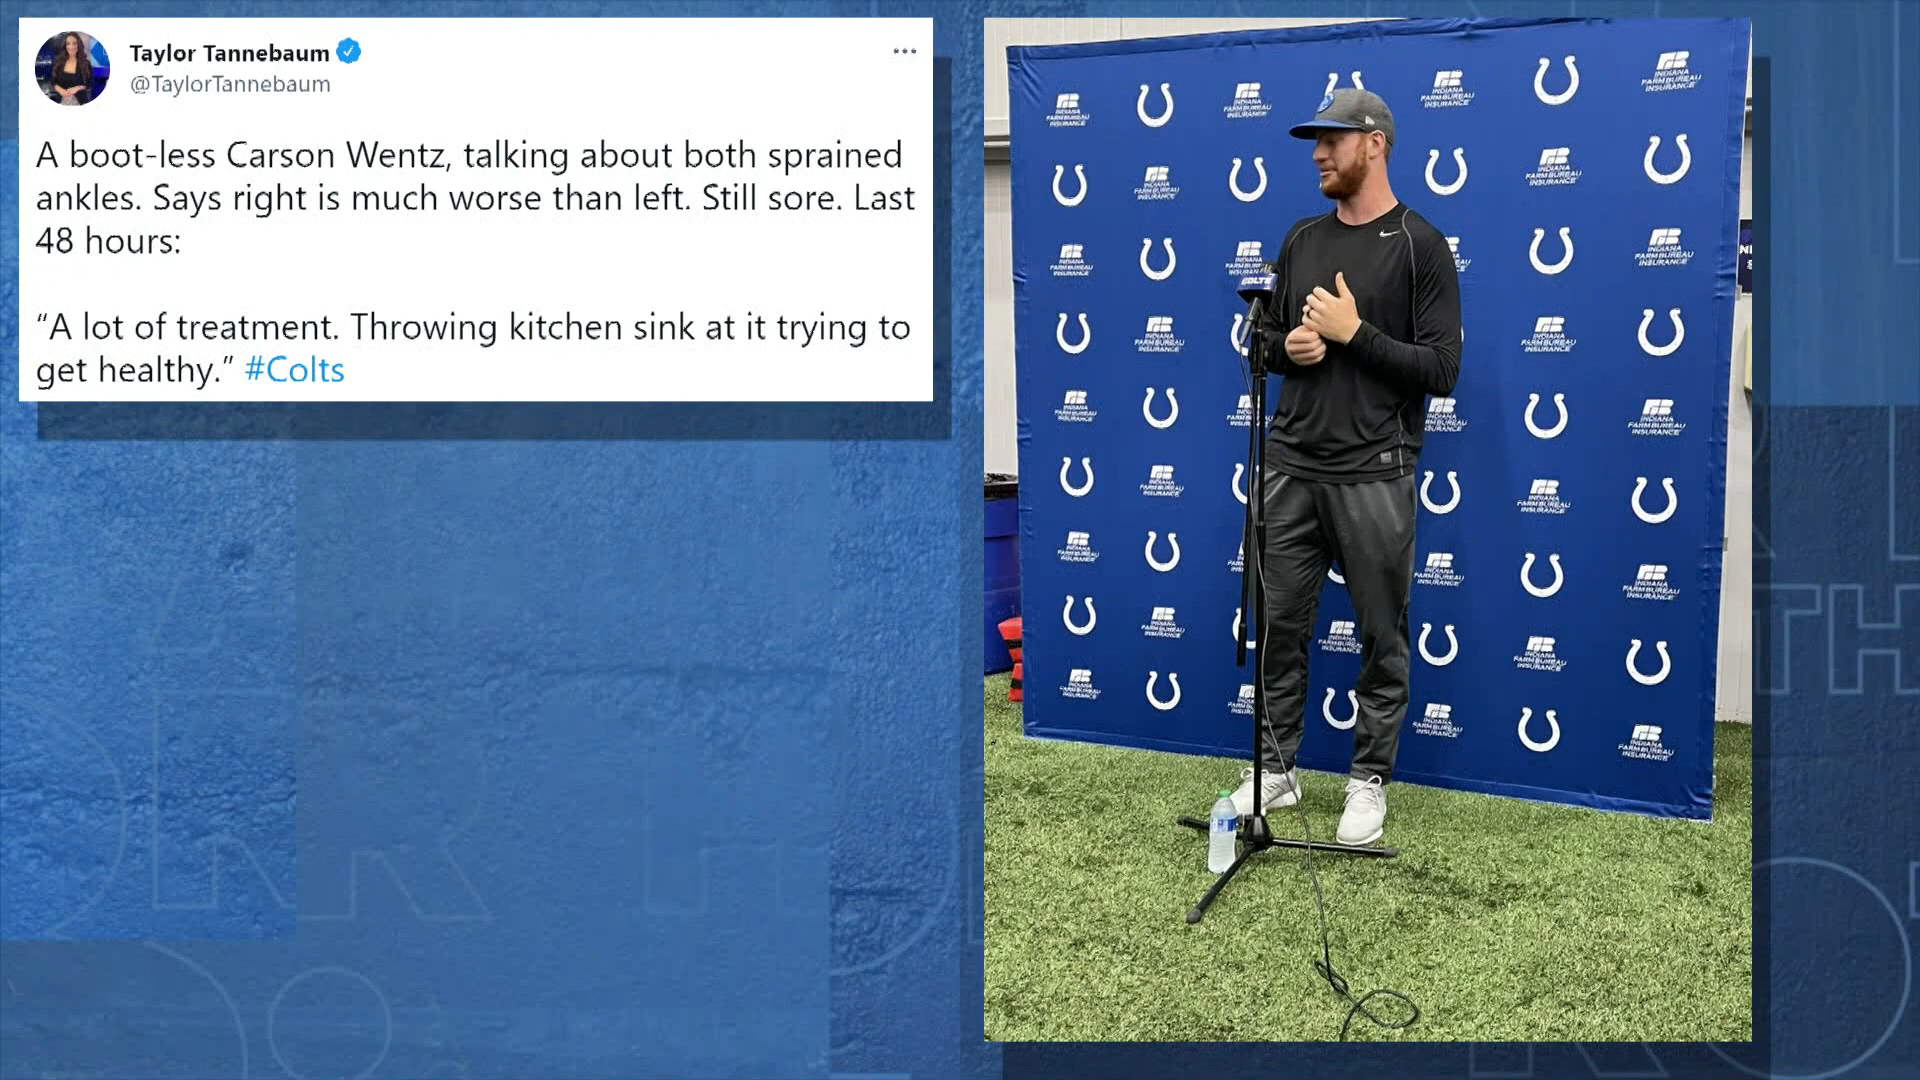 Taylor Tannebaum
@TaylorTannebaum
A boot-less Carson Wentz, talking about both sprained
ankles. Says right is much worse than left. Still sore. Last
48 hours:
“A lot of treatment. Throwing kitchen sink at it trying to
get healthy.” #Colts
INDIANA
FARM BUREAU
INSURANCE
COLTS